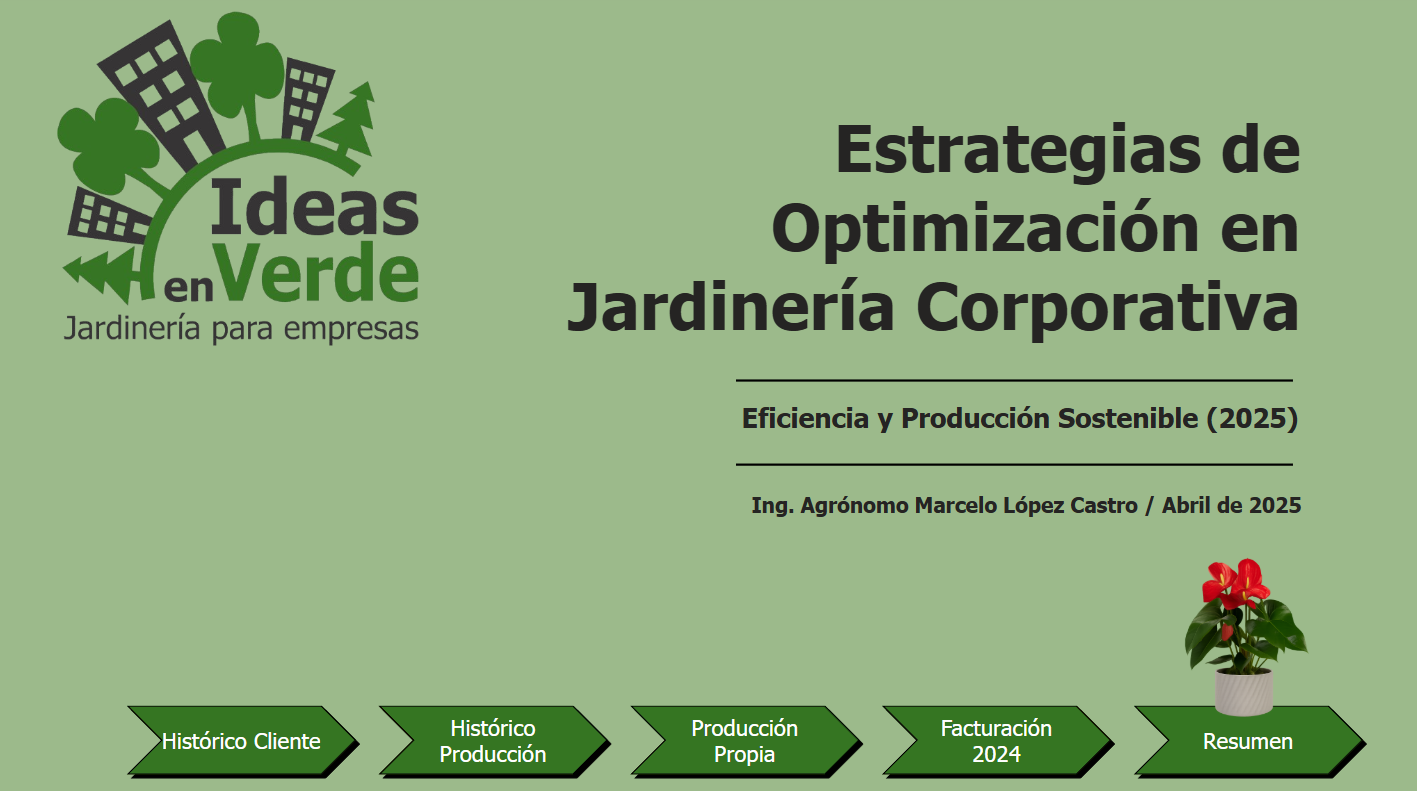 Ideas
en Verde
Jardinería para empresas
Estrategias de
Optimización en
Jardinería Corporativa
Eficiencia y Producción Sostenible (2025)
Ing. Agrónomo Marcelo López Castro / Abril de 2025
Histórico Cliente
Histórico
Producción
Producción
Propia
Facturación
2024
Resumen